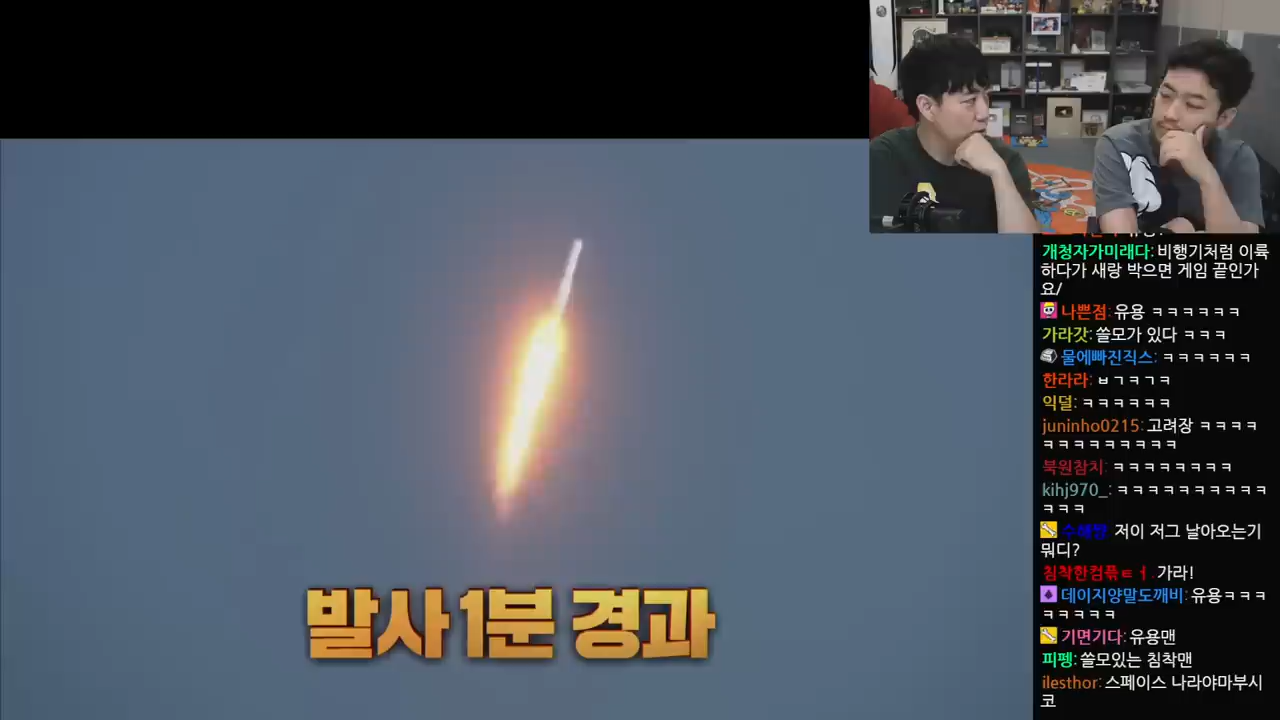 발사 1분 경과
개청자가미래다: 비행기처럼 이륙
하다가 새랑 박으면 게임 끝인가
요/
나쁜점: 유용 ㅋㅋㅋㅋㅋㅋ
가라갓: 쓸모가 있다 ㅋㅋㅋ
물에빠진직스: ㅋㅋㅋㅋㅋㅋ
한라라: ㅂㄱㅋㄱㅋ
익덜: ㅋㅋㅋㅋㅋㅋ
juninho0215: 고려장 ㅋㅋㅋㅋ
ㅋㅋㅋㅋㅋㅋㅋㅋㅋ
북원참치: ㅋㅋㅋㅋㅋㅋㅋㅋ
kihj970_: ㅋㅋㅋㅋㅋㅋㅋㅋㅋㅋ
ㅋㅋㅋ
저이 저그 날아오는기
뭐디?
가라!
데이지양말도깨비: 유용ㅋㅋㅋ
ㅋㅋㅋㅋㅋ
기면기다: 유용맨
피펭: 쓸모있는 침착맨
ilesthor: 스페이스 나라야마부시
코